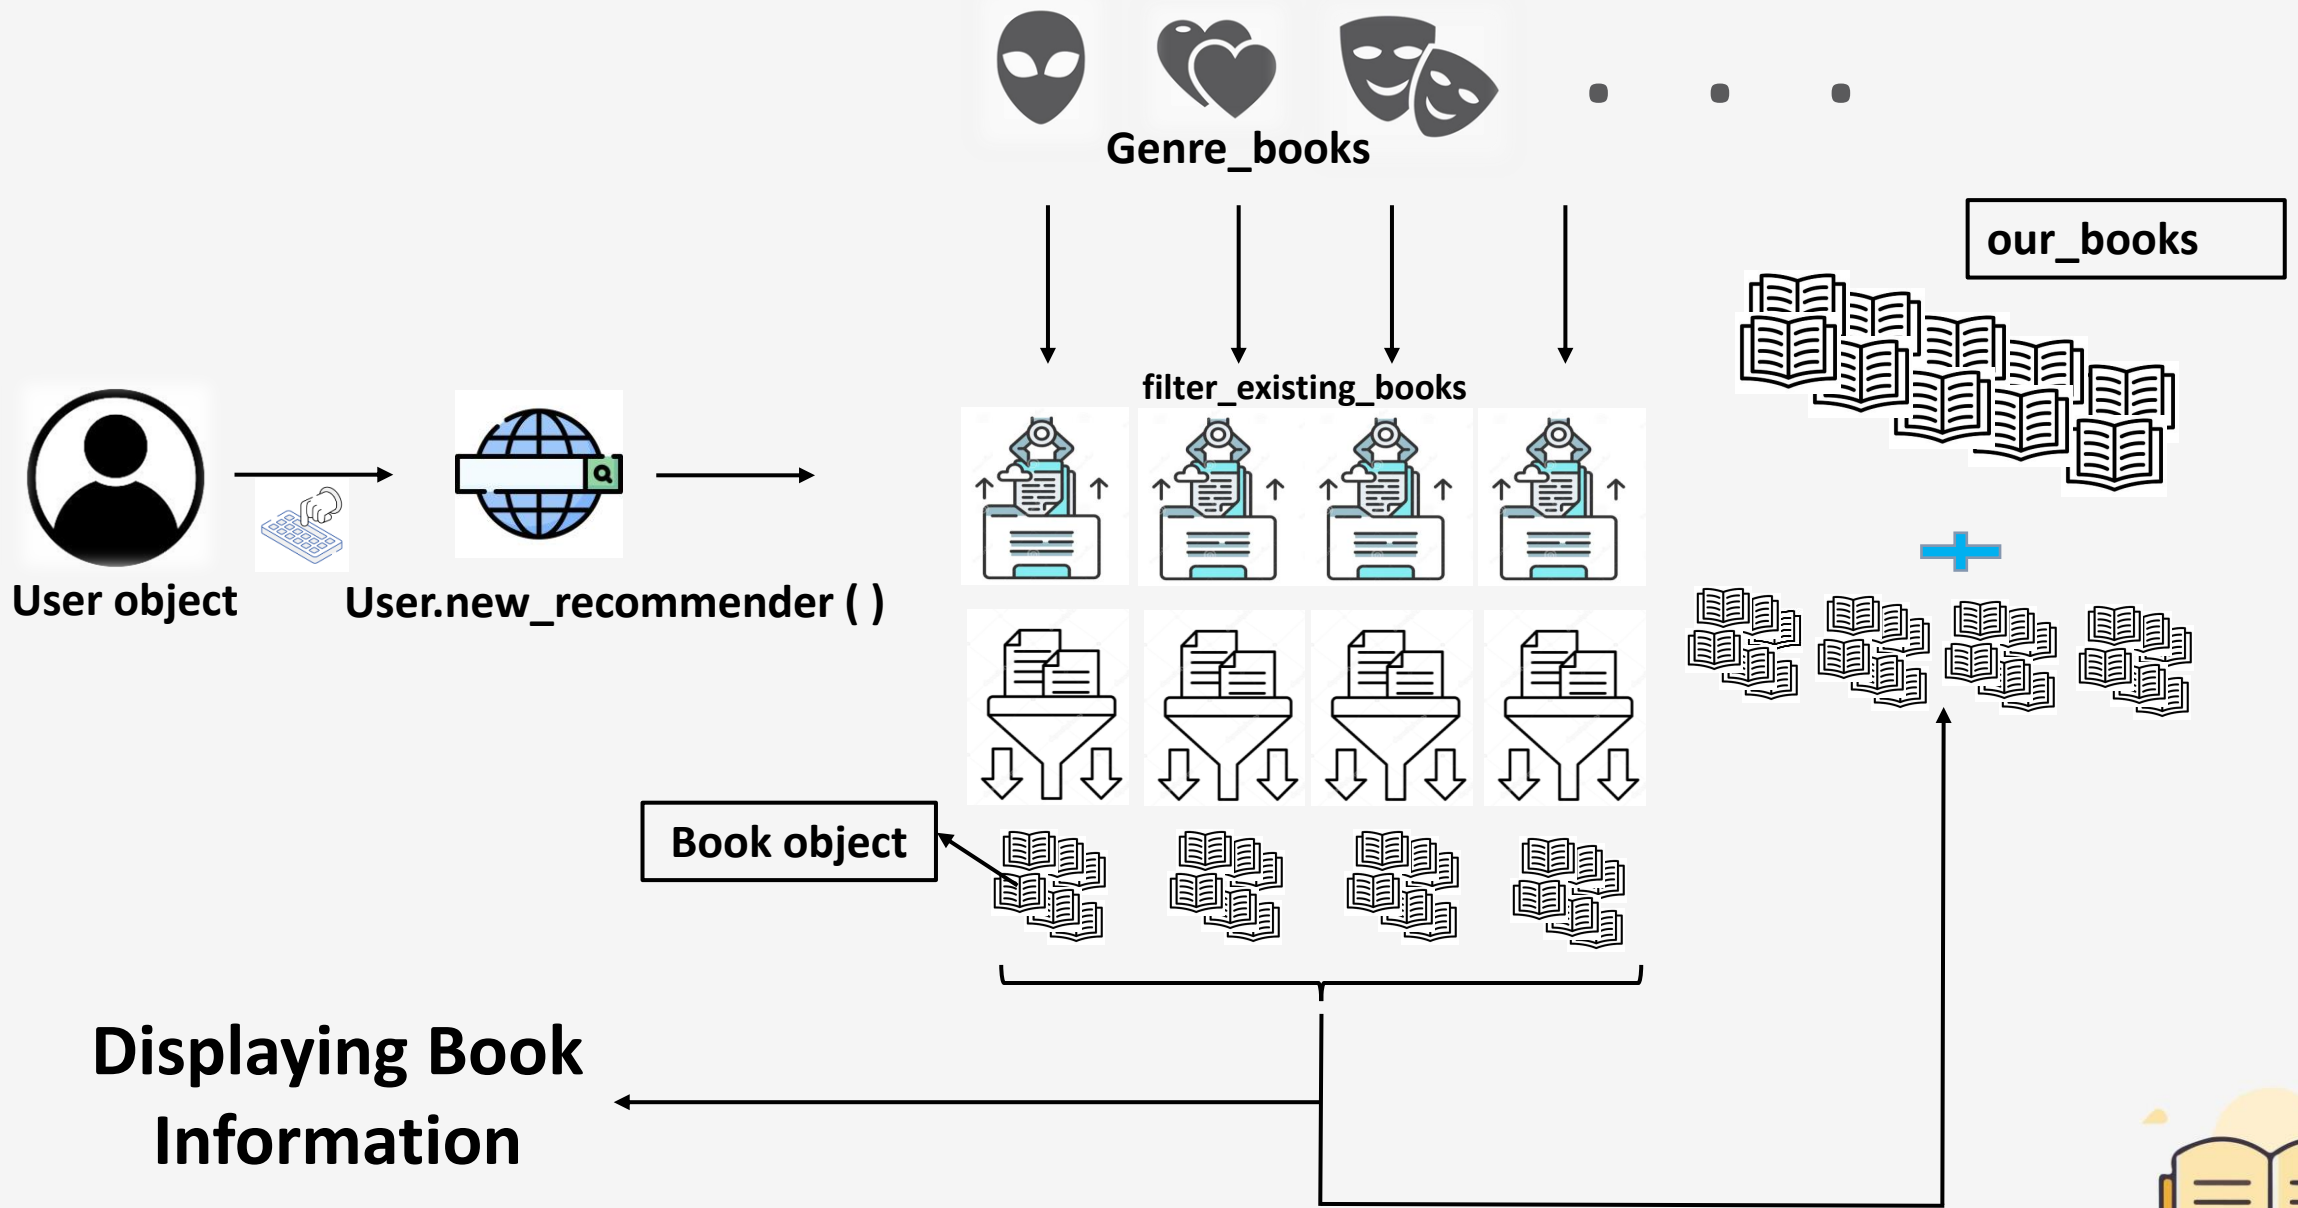 Genre_books
our_books
filter_existing_books
User object
User.new_recommender ( )
Book object
Displaying Book
Information